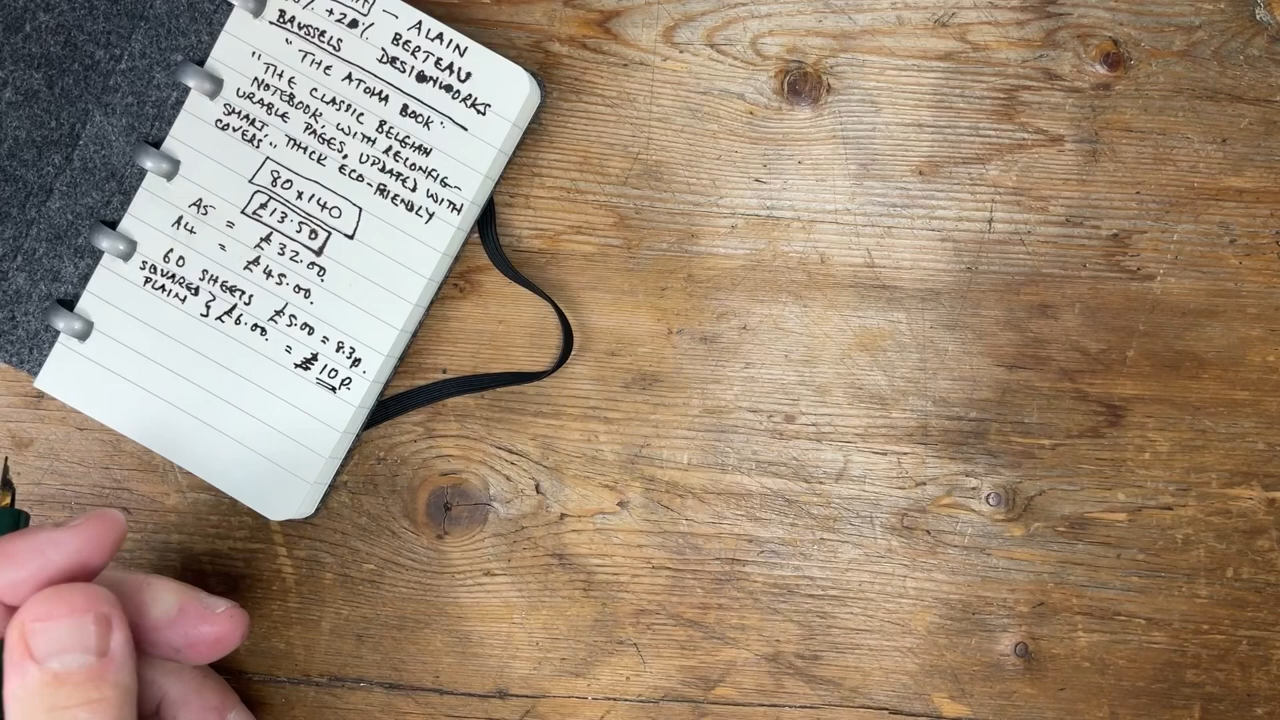 % +20% — ALAIN
BERTEAU
BRUSSELS DESIGNWORKS
"THE ATOMA BOOK".
"THE CLASSIC BELGIAN
NOTEBOOK, WITH RECONFIG-
URABLE PAGES, UPDATED WITH
SMART, THICK ECO-FRIENDLY
COVERS".
80 x 140
£13.50
A5 = £32.00.
A4 = £45.00.
60 SHEETS £5.00 = 8.3p.
SQUARED } £6.00. = 10p.
PLAIN